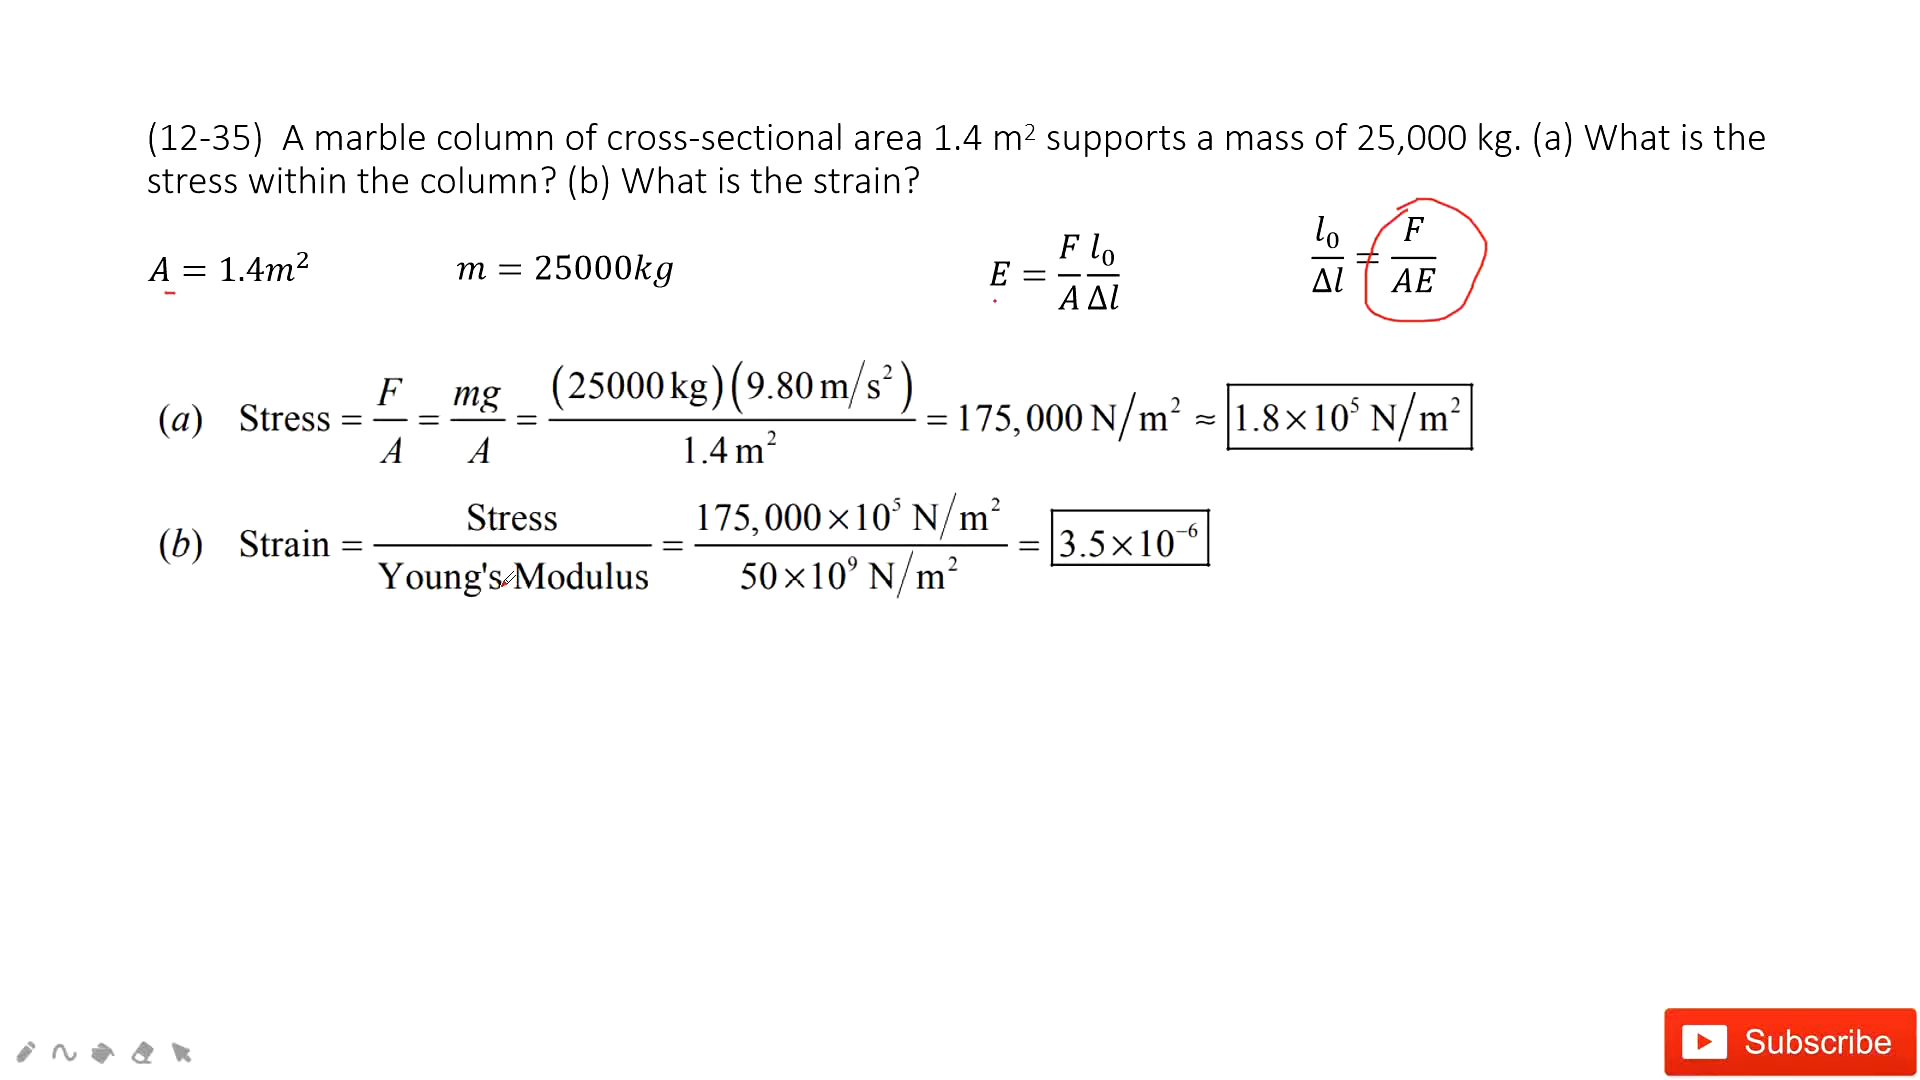 (12-35) A marble column of cross-sectional area 1.4 m² supports a mass of 25,000 kg. (a) What is the
stress within the column? (b) What is the strain?
A = 1.4m² m = 25000kg E = F/A l₀/Δl l₀/Δl = F/AE
(a) Stress = F/A = mg/A = (25000 kg)(9.80 m/s²)/1.4 m² = 175,000 N/m² ≈ 1.8×10⁵ N/m²
(b) Strain = Stress/Young's Modulus = 175,000×10⁵ N/m²/50×10⁹ N/m² = 3.5×10⁻⁶
Subscribe